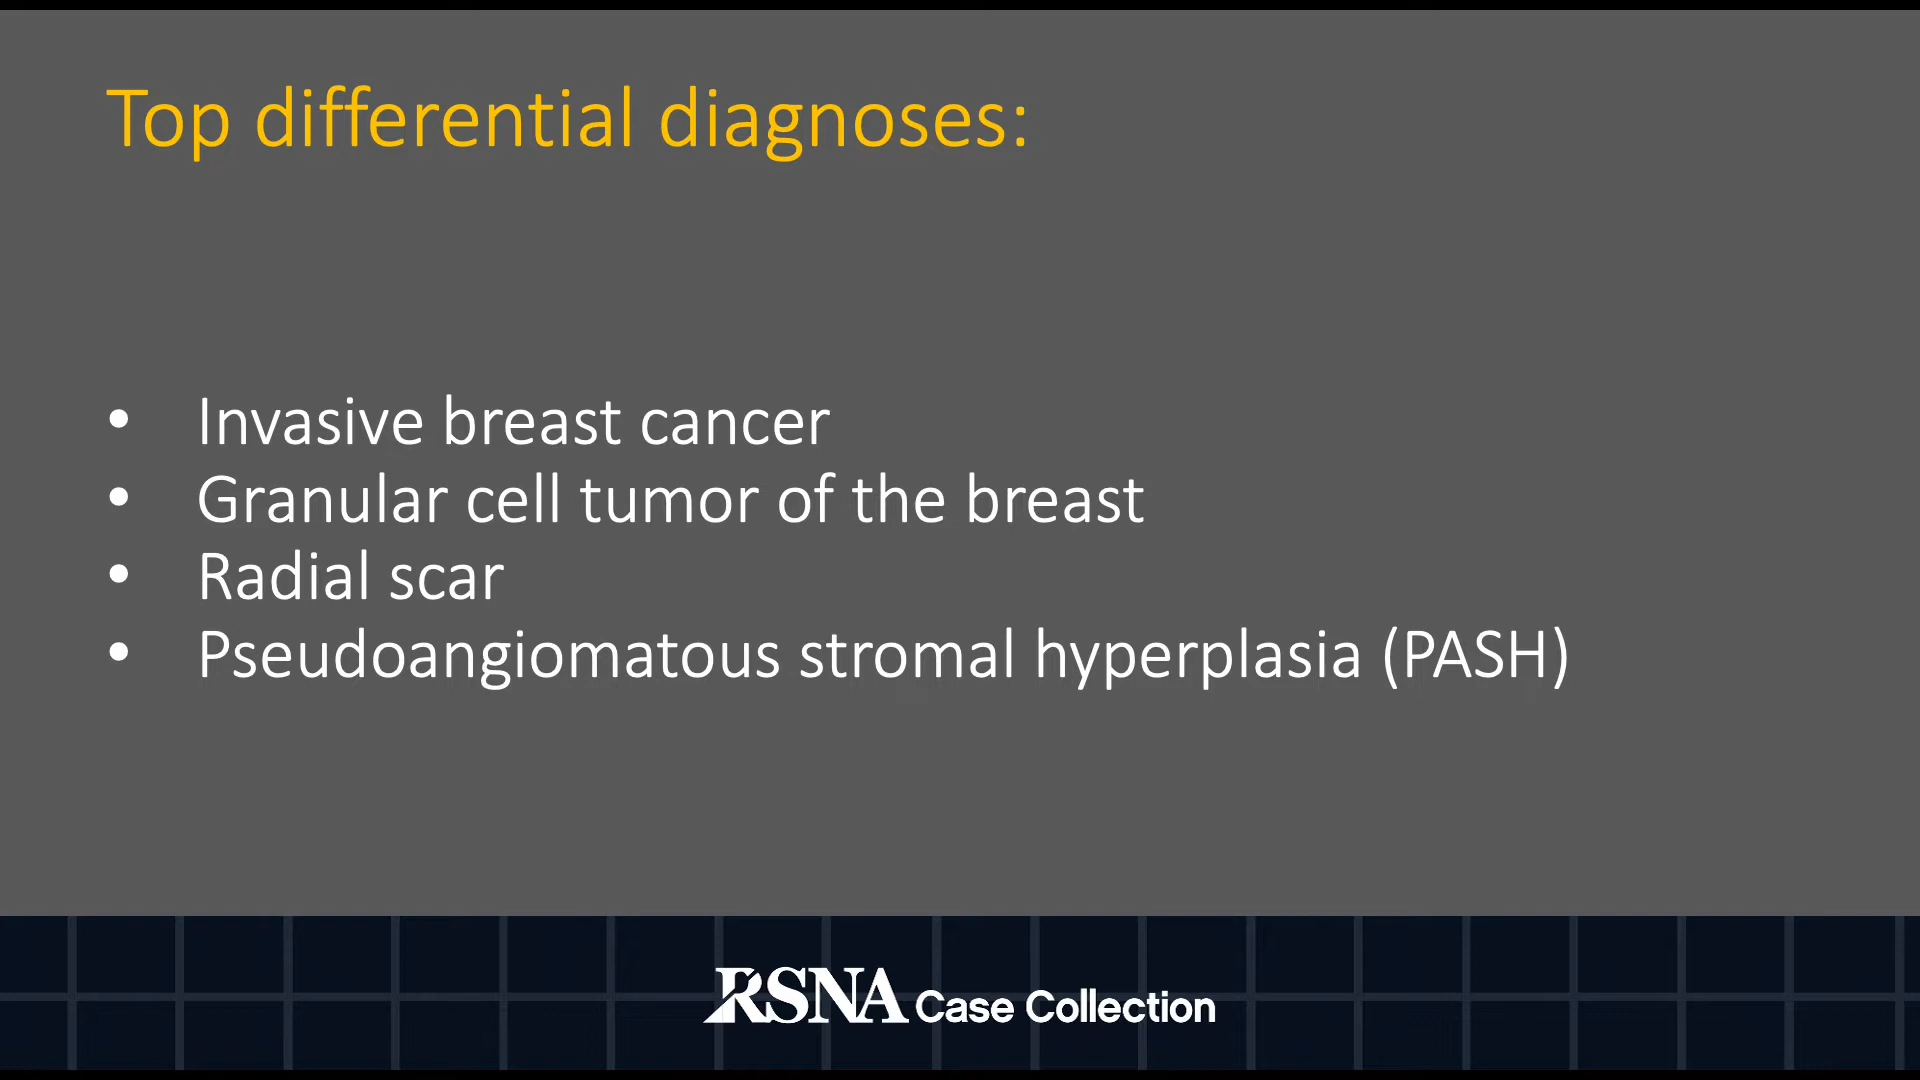 Top differential diagnoses:
• Invasive breast cancer
• Granular cell tumor of the breast
• Radial scar
• Pseudoangiomatous stromal hyperplasia (PASH)
RSNA Case Collection